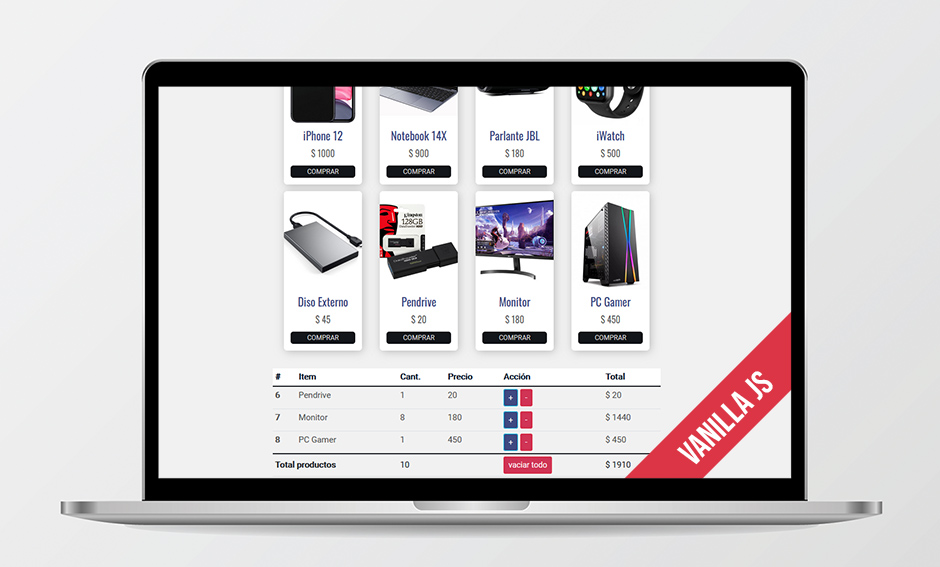 iPhone 12 Notebook 14X Parlante JBL iWatch
$ 1000 $ 900 $ 180 $ 500
COMPRAR COMPRAR COMPRAR COMPRAR
Kingston
128GB
Diso Externo Pendrive Monitor PC Gamer
$ 45 $ 20 $ 180 $ 450
COMPRAR COMPRAR COMPRAR COMPRAR
# Item Cant. Precio Acción Total
6 Pendrive 1 20 + - $ 20
7 Monitor 8 180 + - $ 1440
8 PC Gamer 1 450 + - $ 450
Total productos 10 vaciar todo $ 1910
VANILLA JS